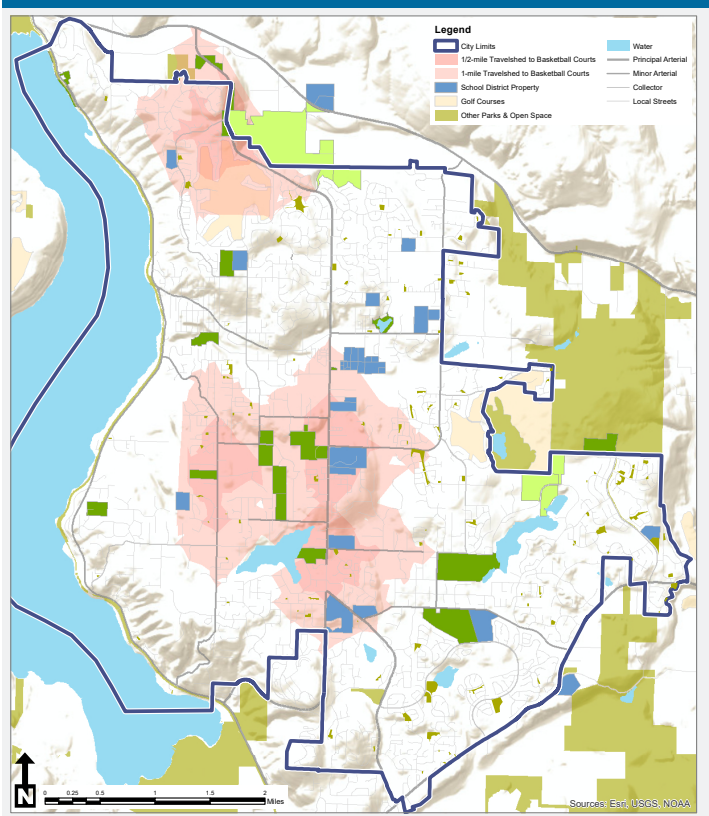 Legend
City Limits
1/2-mile Travelshed to Basketball Courts
1-mile Travelshed to Basketball Courts
School District Property
Golf Courses
Other Parks & Open Space
Water
Principal Arterial
Minor Arterial
Collector
Local Streets
N
0 0.25 0.5 1 1.5 2
Miles
Sources: Esri, USGS, NOAA